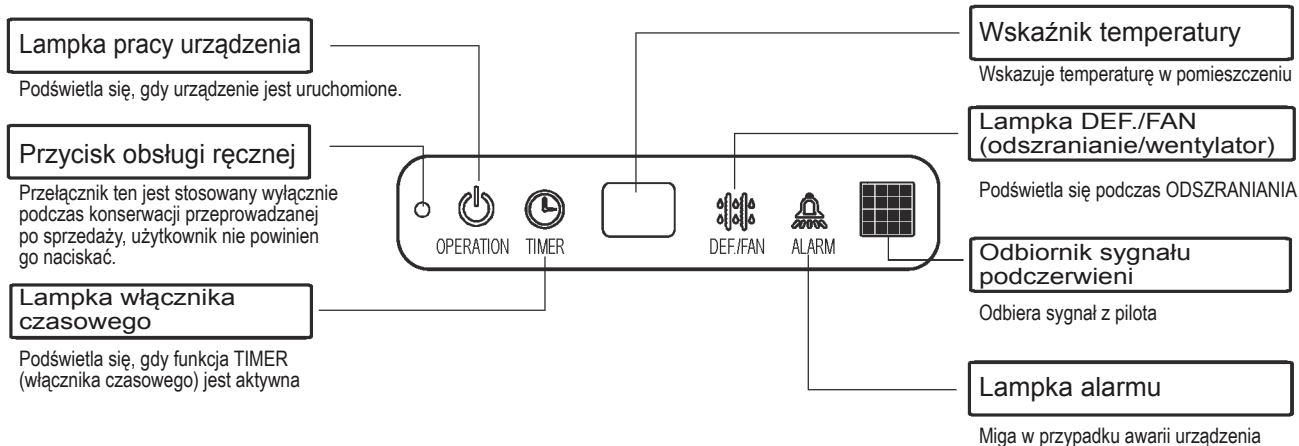 Lampka pracy urządzenia
Podświetla się, gdy urządzenie jest uruchomione.
Przycisk obsługi ręcznej
Przełącznik ten jest stosowany wyłącznie
podczas konserwacji przeprowadzanej
po sprzedaży, użytkownik nie powinien
go naciskać.
Lampka włącznika
czasowego
Podświetla się, gdy funkcja TIMER
(włącznika czasowego) jest aktywna
OPERATION TIMER DEF./FAN ALARM
Wskaźnik temperatury
Wskazuje temperaturę w pomieszczeniu
Lampka DEF./FAN
(odszranianie/wentylator)
Podświetla się podczas ODSZRANIANIA
Odbiornik sygnału
podczerwieni
Odbiera sygnał z pilota
Lampka alarmu
Miga w przypadku awarii urządzenia